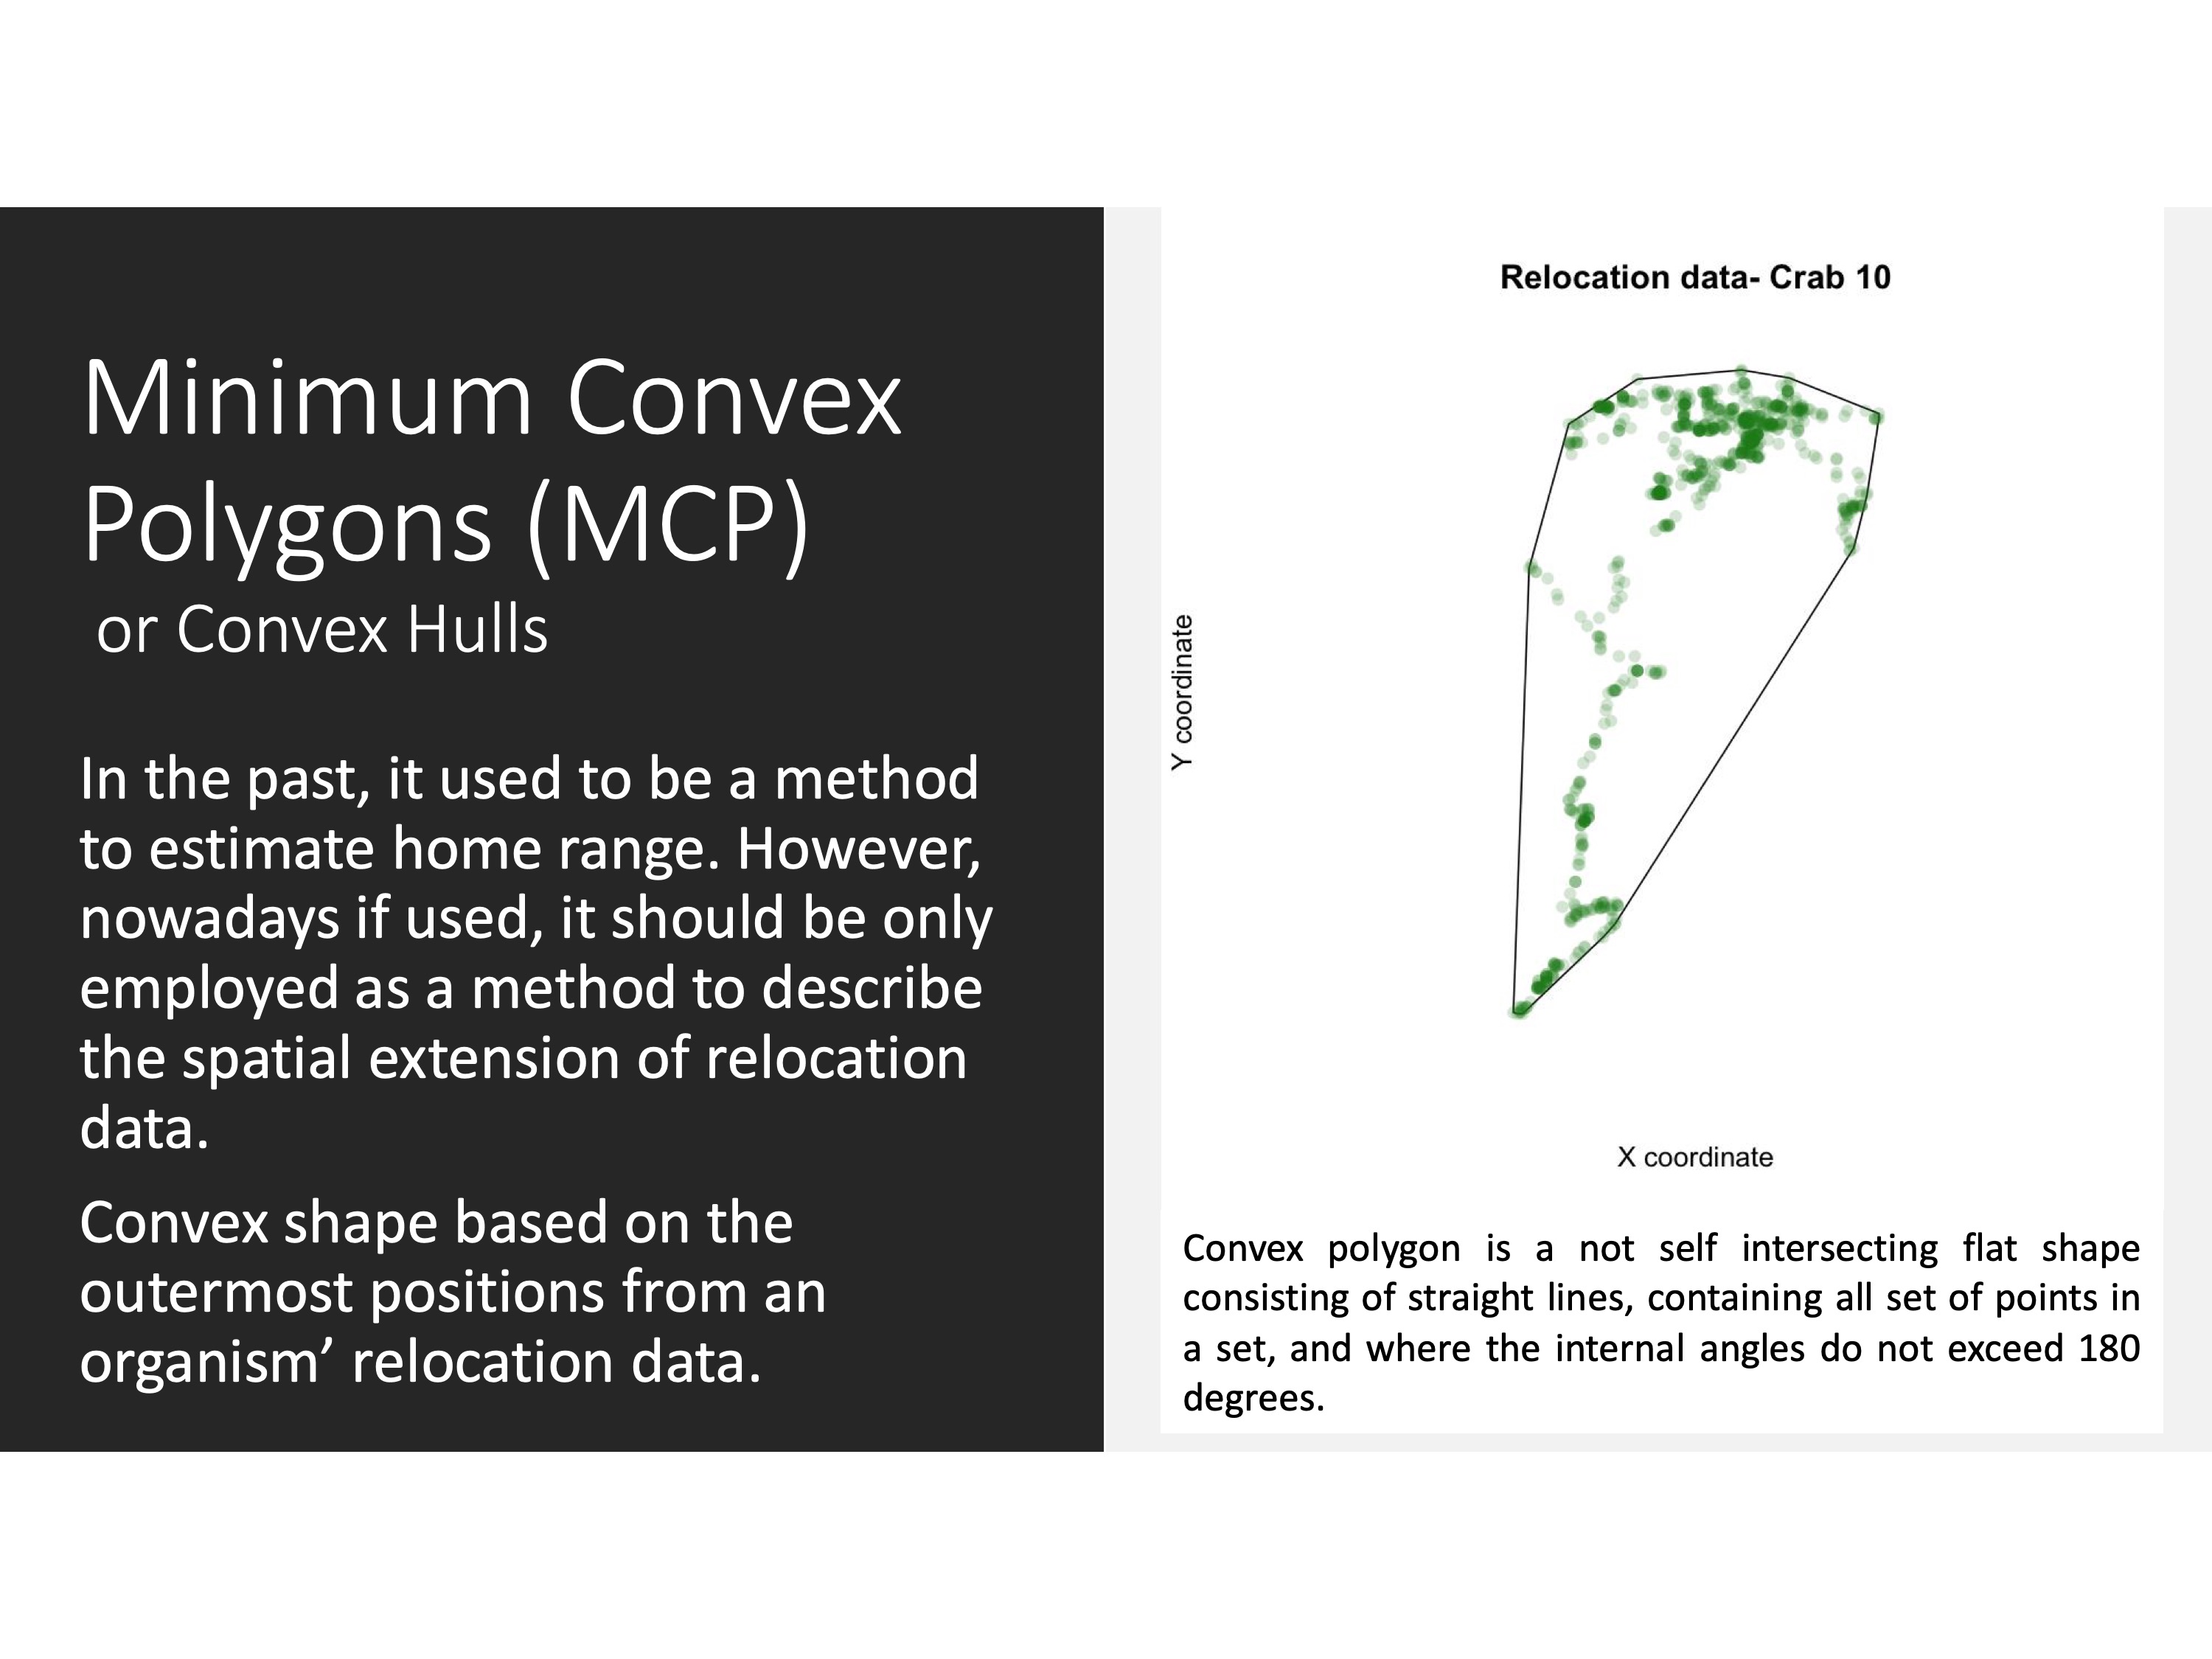 Minimum Convex
Polygons (MCP)
or Convex Hulls
In the past, it used to be a method
to estimate home range. However,
nowadays if used, it should be only
employed as a method to describe
the spatial extension of relocation
data.
Convex shape based on the
outermost positions from an
organism’ relocation data.
Relocation data- Crab 10
Y coordinate
X coordinate
Convex polygon is a not self intersecting flat shape
consisting of straight lines, containing all set of points in
a set, and where the internal angles do not exceed 180
degrees.